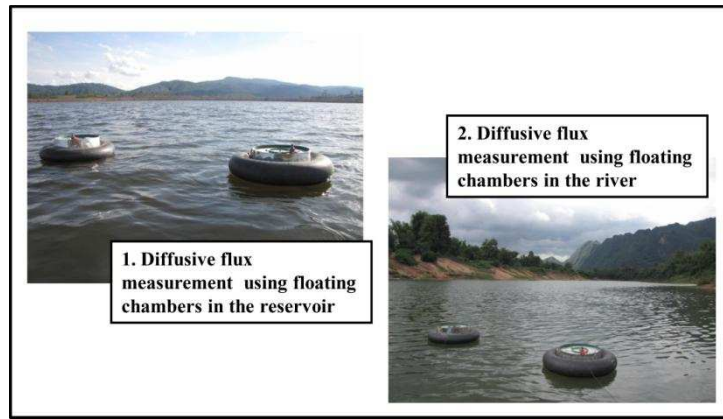 1. Diffusive flux
measurement using floating
chambers in the reservoir
2. Diffusive flux
measurement using floating
chambers in the river